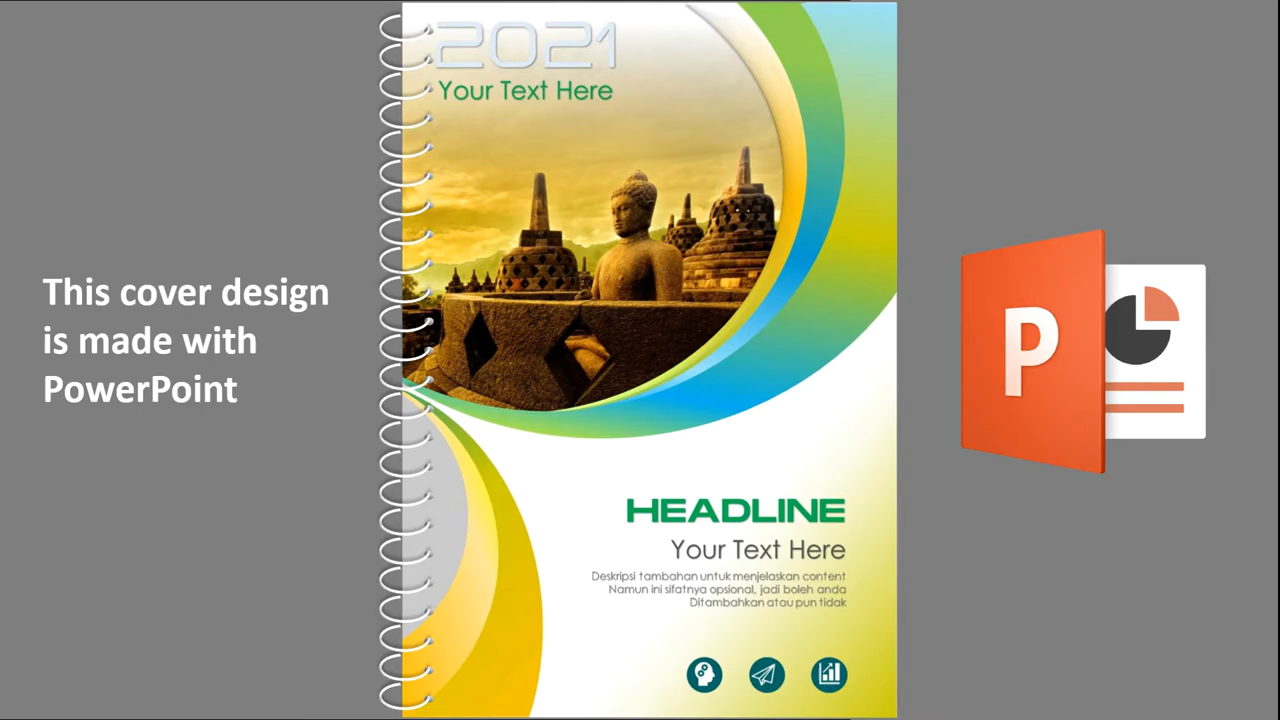 This cover design
is made with
PowerPoint
2021
Your Text Here
HEADLINE
Your Text Here
Deskripsi tambahan untuk menjelaskan content
Namun ini sifatnya opsional, jadi boleh anda
Ditambahkan atau pun tidak
P